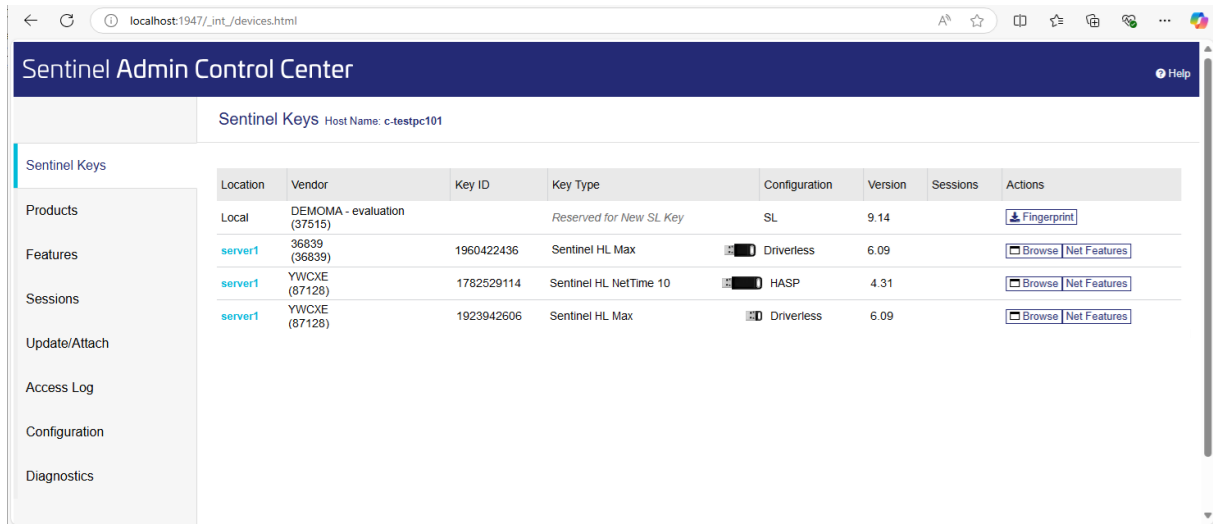 localhost:1947/_int_/devices.html
Sentinel Admin Control Center
Help
Sentinel Keys Host Name: c-testpc101
Sentinel Keys
Products
Features
Sessions
Update/Attach
Access Log
Configuration
Diagnostics
Location Vendor Key ID Key Type Configuration Version Sessions Actions
Local DEMOMA - evaluation (37515) Reserved for New SL Key SL 9.14 Fingerprint
server1 36839 (36839) 1960422436 Sentinel HL Max Driverless 6.09 Browse Net Features
server1 YWCXE (87128) 1782529114 Sentinel HL NetTime 10 HASP 4.31 Browse Net Features
server1 YWCXE (87128) 1923942606 Sentinel HL Max Driverless 6.09 Browse Net Features